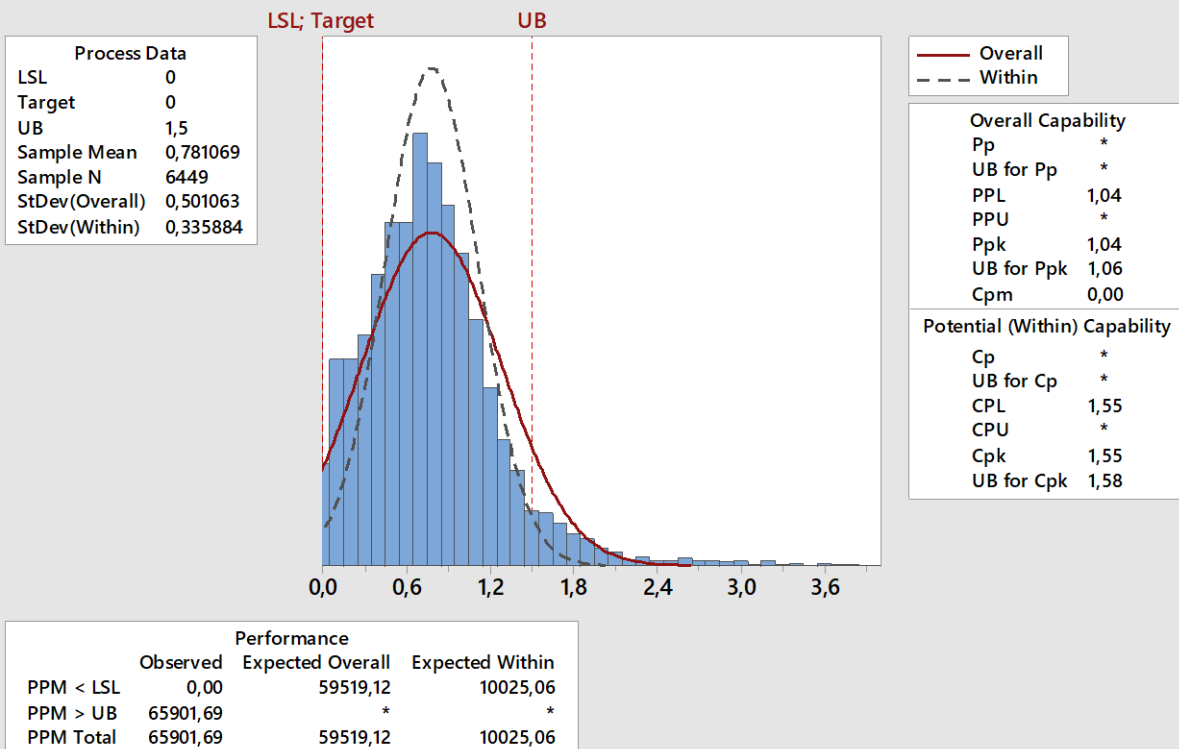 LSL; Target UB
Process Data
LSL 0
Target 0
UB 1,5
Sample Mean 0,781069
Sample N 6449
StDev(Overall) 0,501063
StDev(Within) 0,335884
Overall
Within
Overall Capability
Pp *
UB for Pp *
PPL 1,04
PPU *
Ppk 1,04
UB for Ppk 1,06
Cpm 0,00
Potential (Within) Capability
Cp *
UB for Cp *
CPL 1,55
CPU *
Cpk 1,55
UB for Cpk 1,58
0,0 0,6 1,2 1,8 2,4 3,0 3,6
Performance
Observed Expected Overall Expected Within
PPM < LSL 0,00 59519,12 10025,06
PPM > UB 65901,69 * *
PPM Total 65901,69 59519,12 10025,06